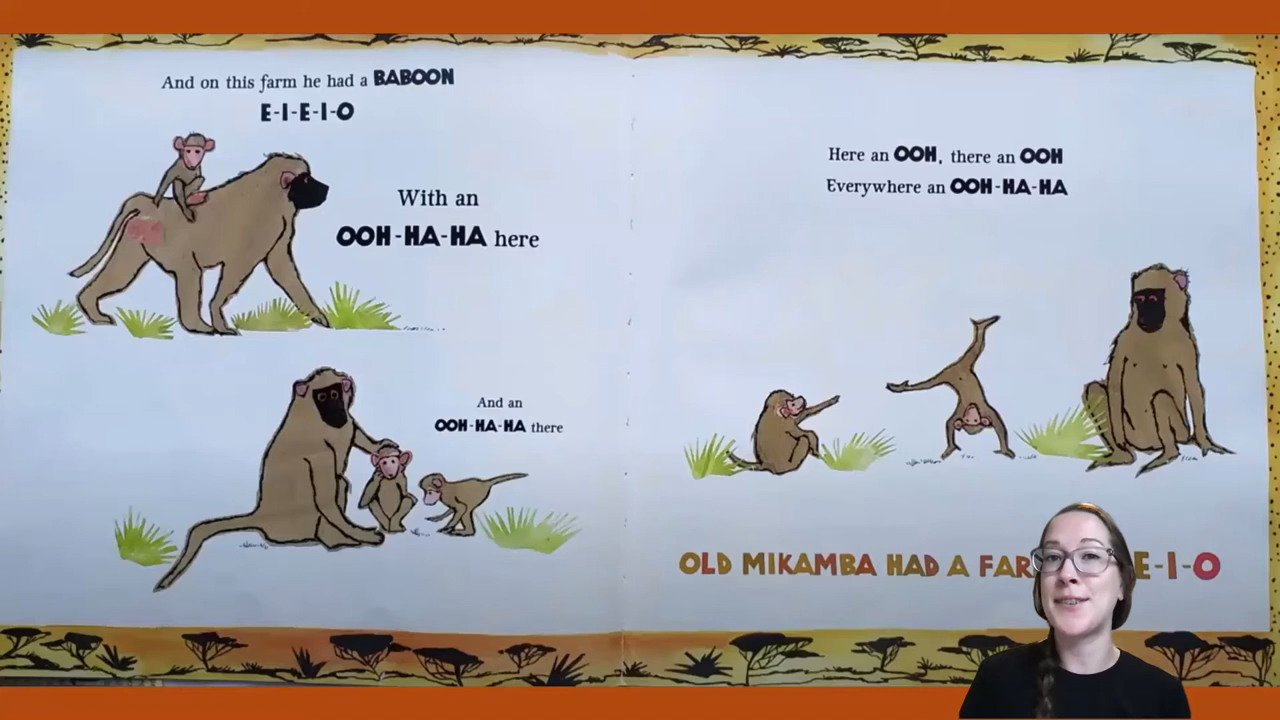 And on this farm he had a BABOON
E-I-E-I-O
With an
OOH-HA-HA here
And an
OOH-HA-HA there
Here an OOH, there an OOH
Everywhere an OOH-HA-HA
OLD MIKAMBA HAD A FAR E-I-O